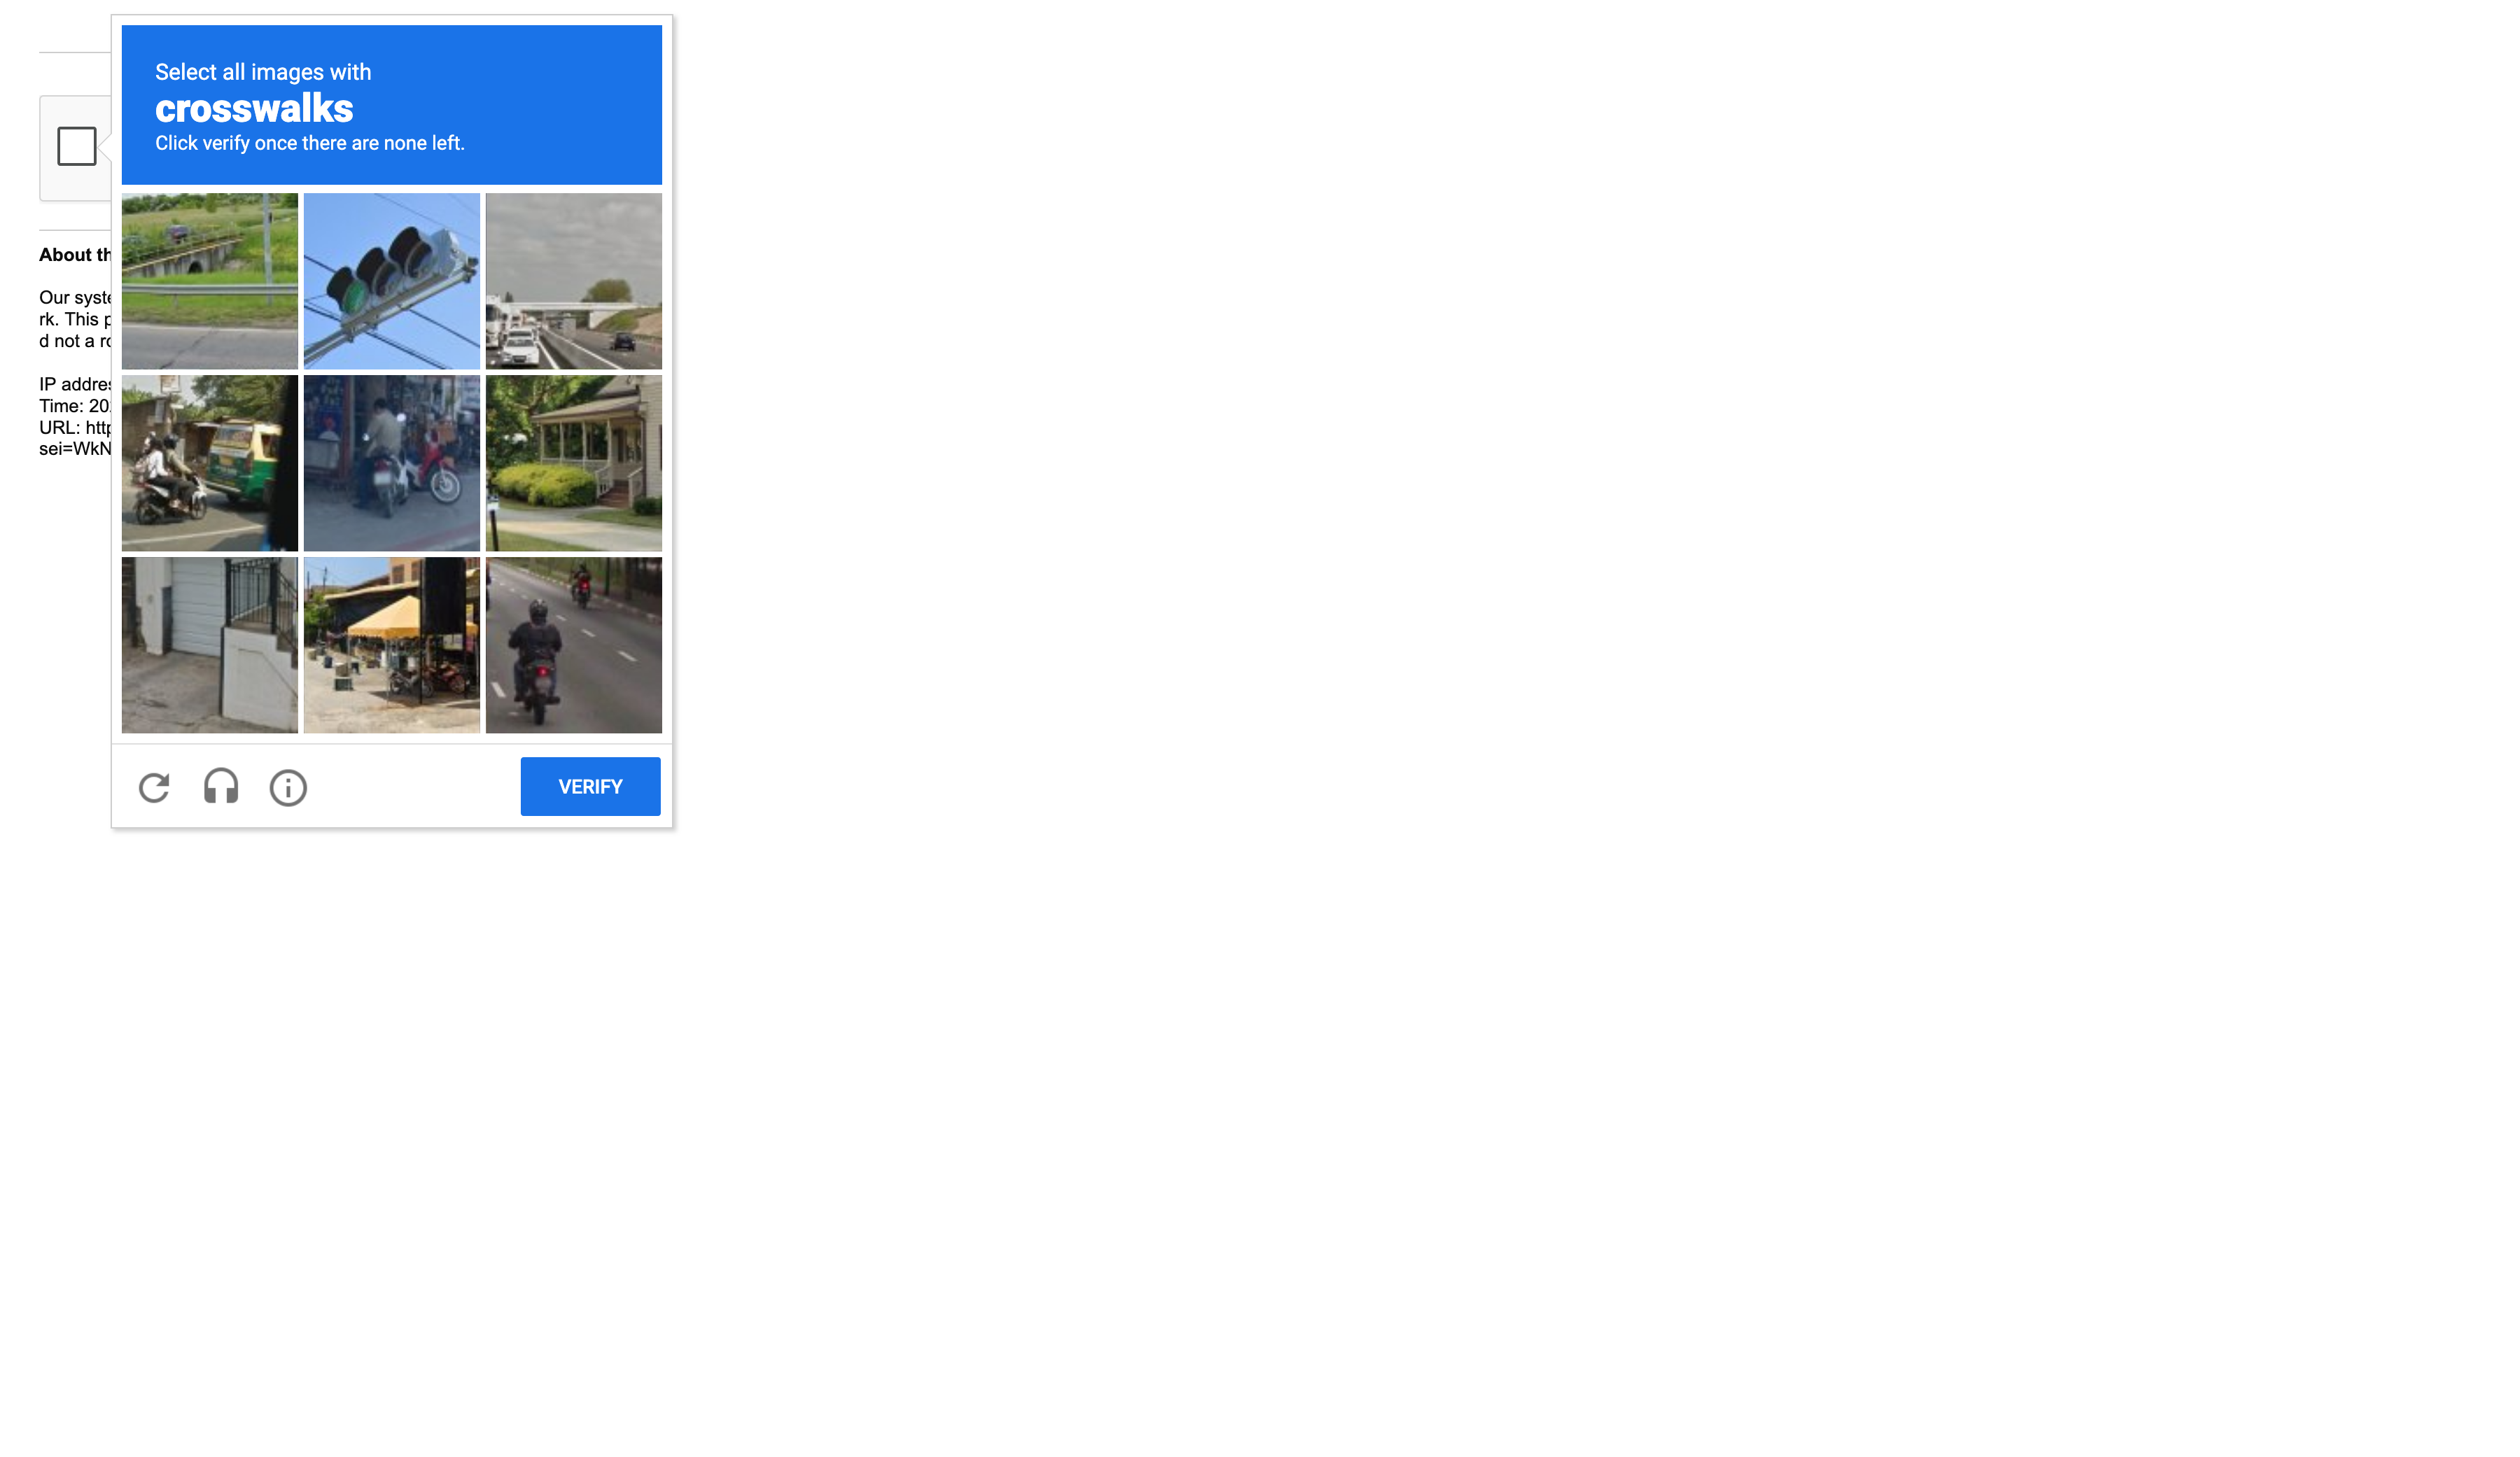 Select all images with
crosswalks
Click verify once there are none left.
About th
Our syste
rk. This p
d not a ro
IP addres
Time: 20
URL: http
sei=WkN
VERIFY